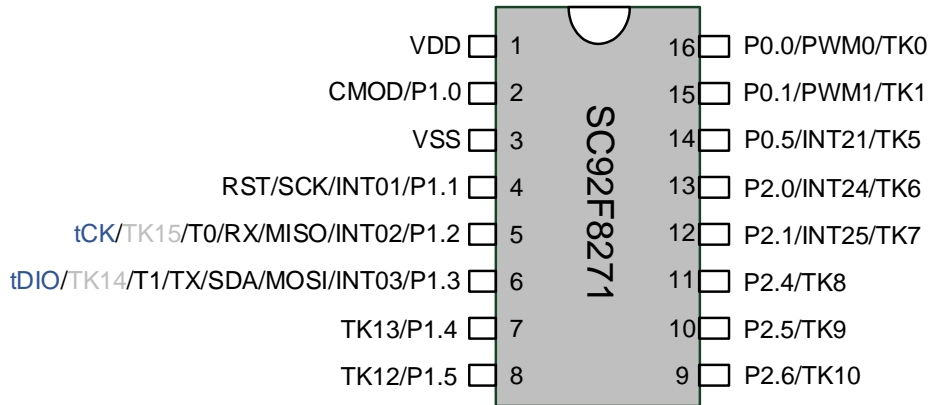 VDD 1 16 P0.0/PWM0/TK0
CMOD/P1.0 2 15 P0.1/PWM1/TK1
VSS 3 14 P0.5/INT21/TK5
RST/SCK/INT01/P1.1 4 13 P2.0/INT24/TK6
tCK/TK15/T0/RX/MISO/INT02/P1.2 5 12 P2.1/INT25/TK7
tDIO/TK14/T1/TX/SDA/MOSI/INT03/P1.3 6 11 P2.4/TK8
TK13/P1.4 7 10 P2.5/TK9
TK12/P1.5 8 9 P2.6/TK10
SC92F8271